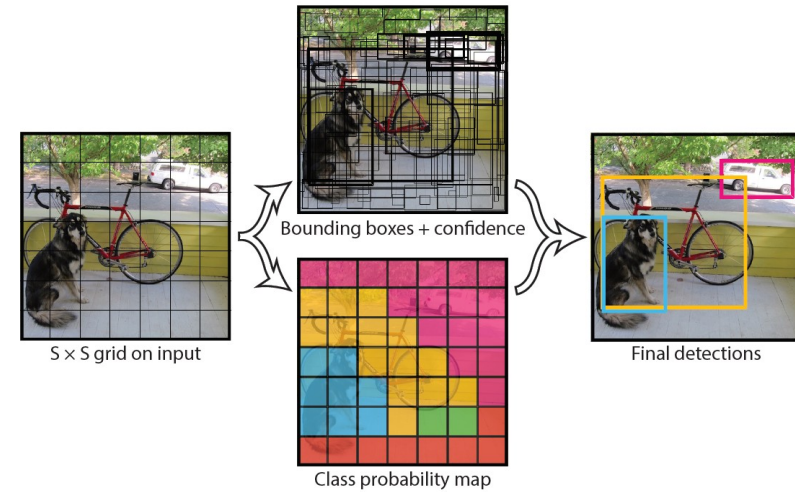 S × S grid on input
Bounding boxes + confidence
Class probability map
Final detections